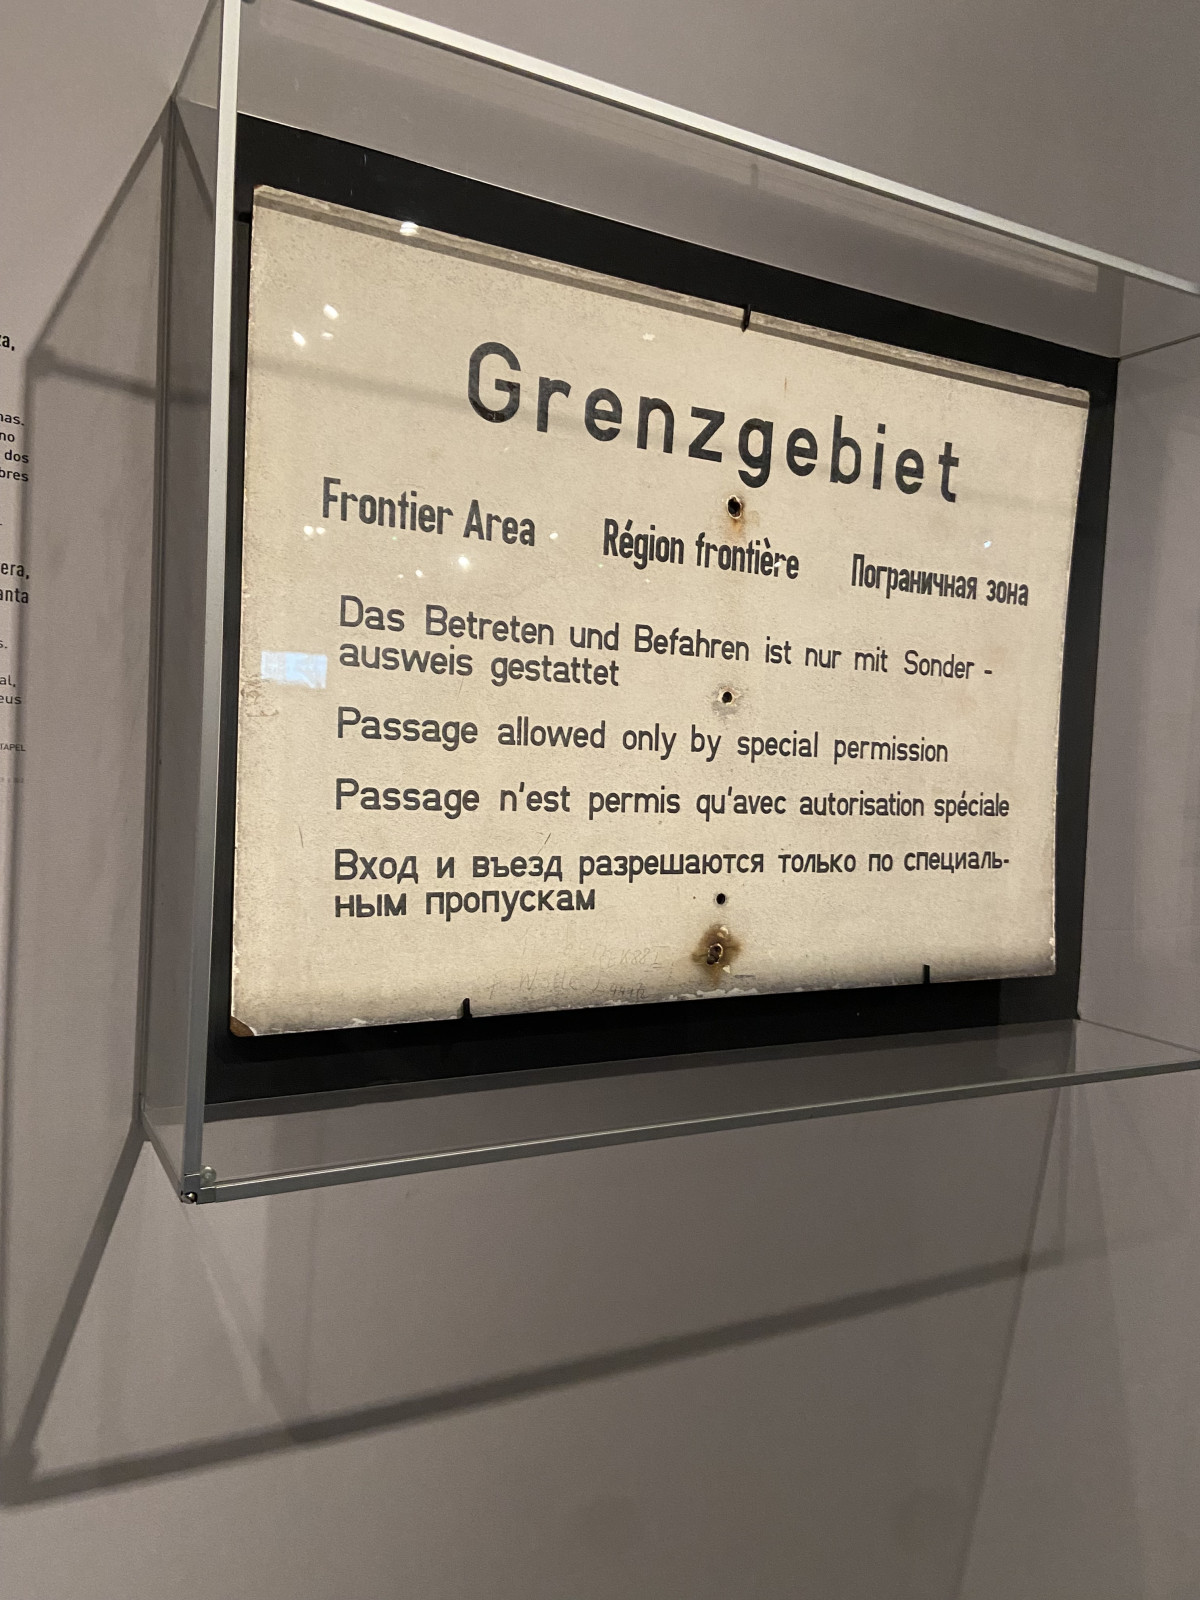 Grenzgebiet
Frontier Area Région frontière Пограничная зона
Das Betreten und Befahren ist nur mit Sonder -
ausweis gestattet
Passage allowed only by special permission
Passage n'est permis qu'avec autorisation spéciale
Вход и въезд разрешаются только по специаль-
ным пропускам
dos